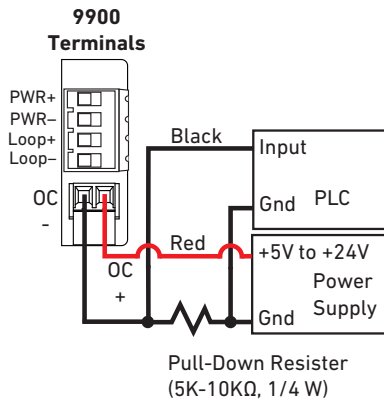 9900
Terminals
PWR+
PWR−
Loop+
Loop−
OC
-
OC
+
Black
Red
Input
Gnd PLC
+5V to +24V
Power
Supply
Gnd
Pull-Down Resister
(5K-10KΩ, 1/4 W)